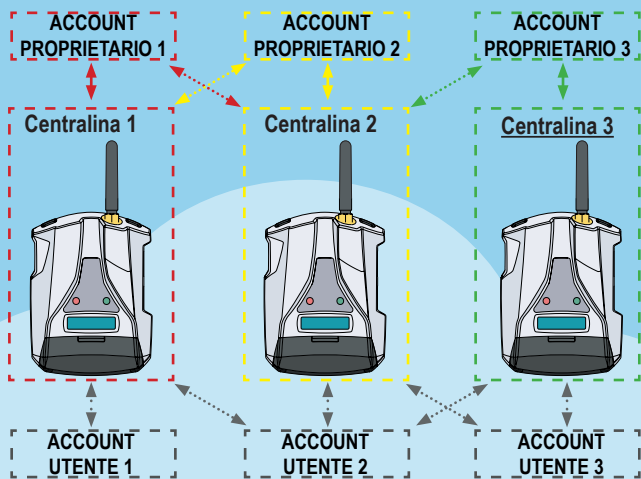 ACCOUNT
PROPRIETARIO 1
ACCOUNT
PROPRIETARIO 2
ACCOUNT
PROPRIETARIO 3
Centralina 1
Centralina 2
Centralina 3
ACCOUNT
UTENTE 1
ACCOUNT
UTENTE 2
ACCOUNT
UTENTE 3